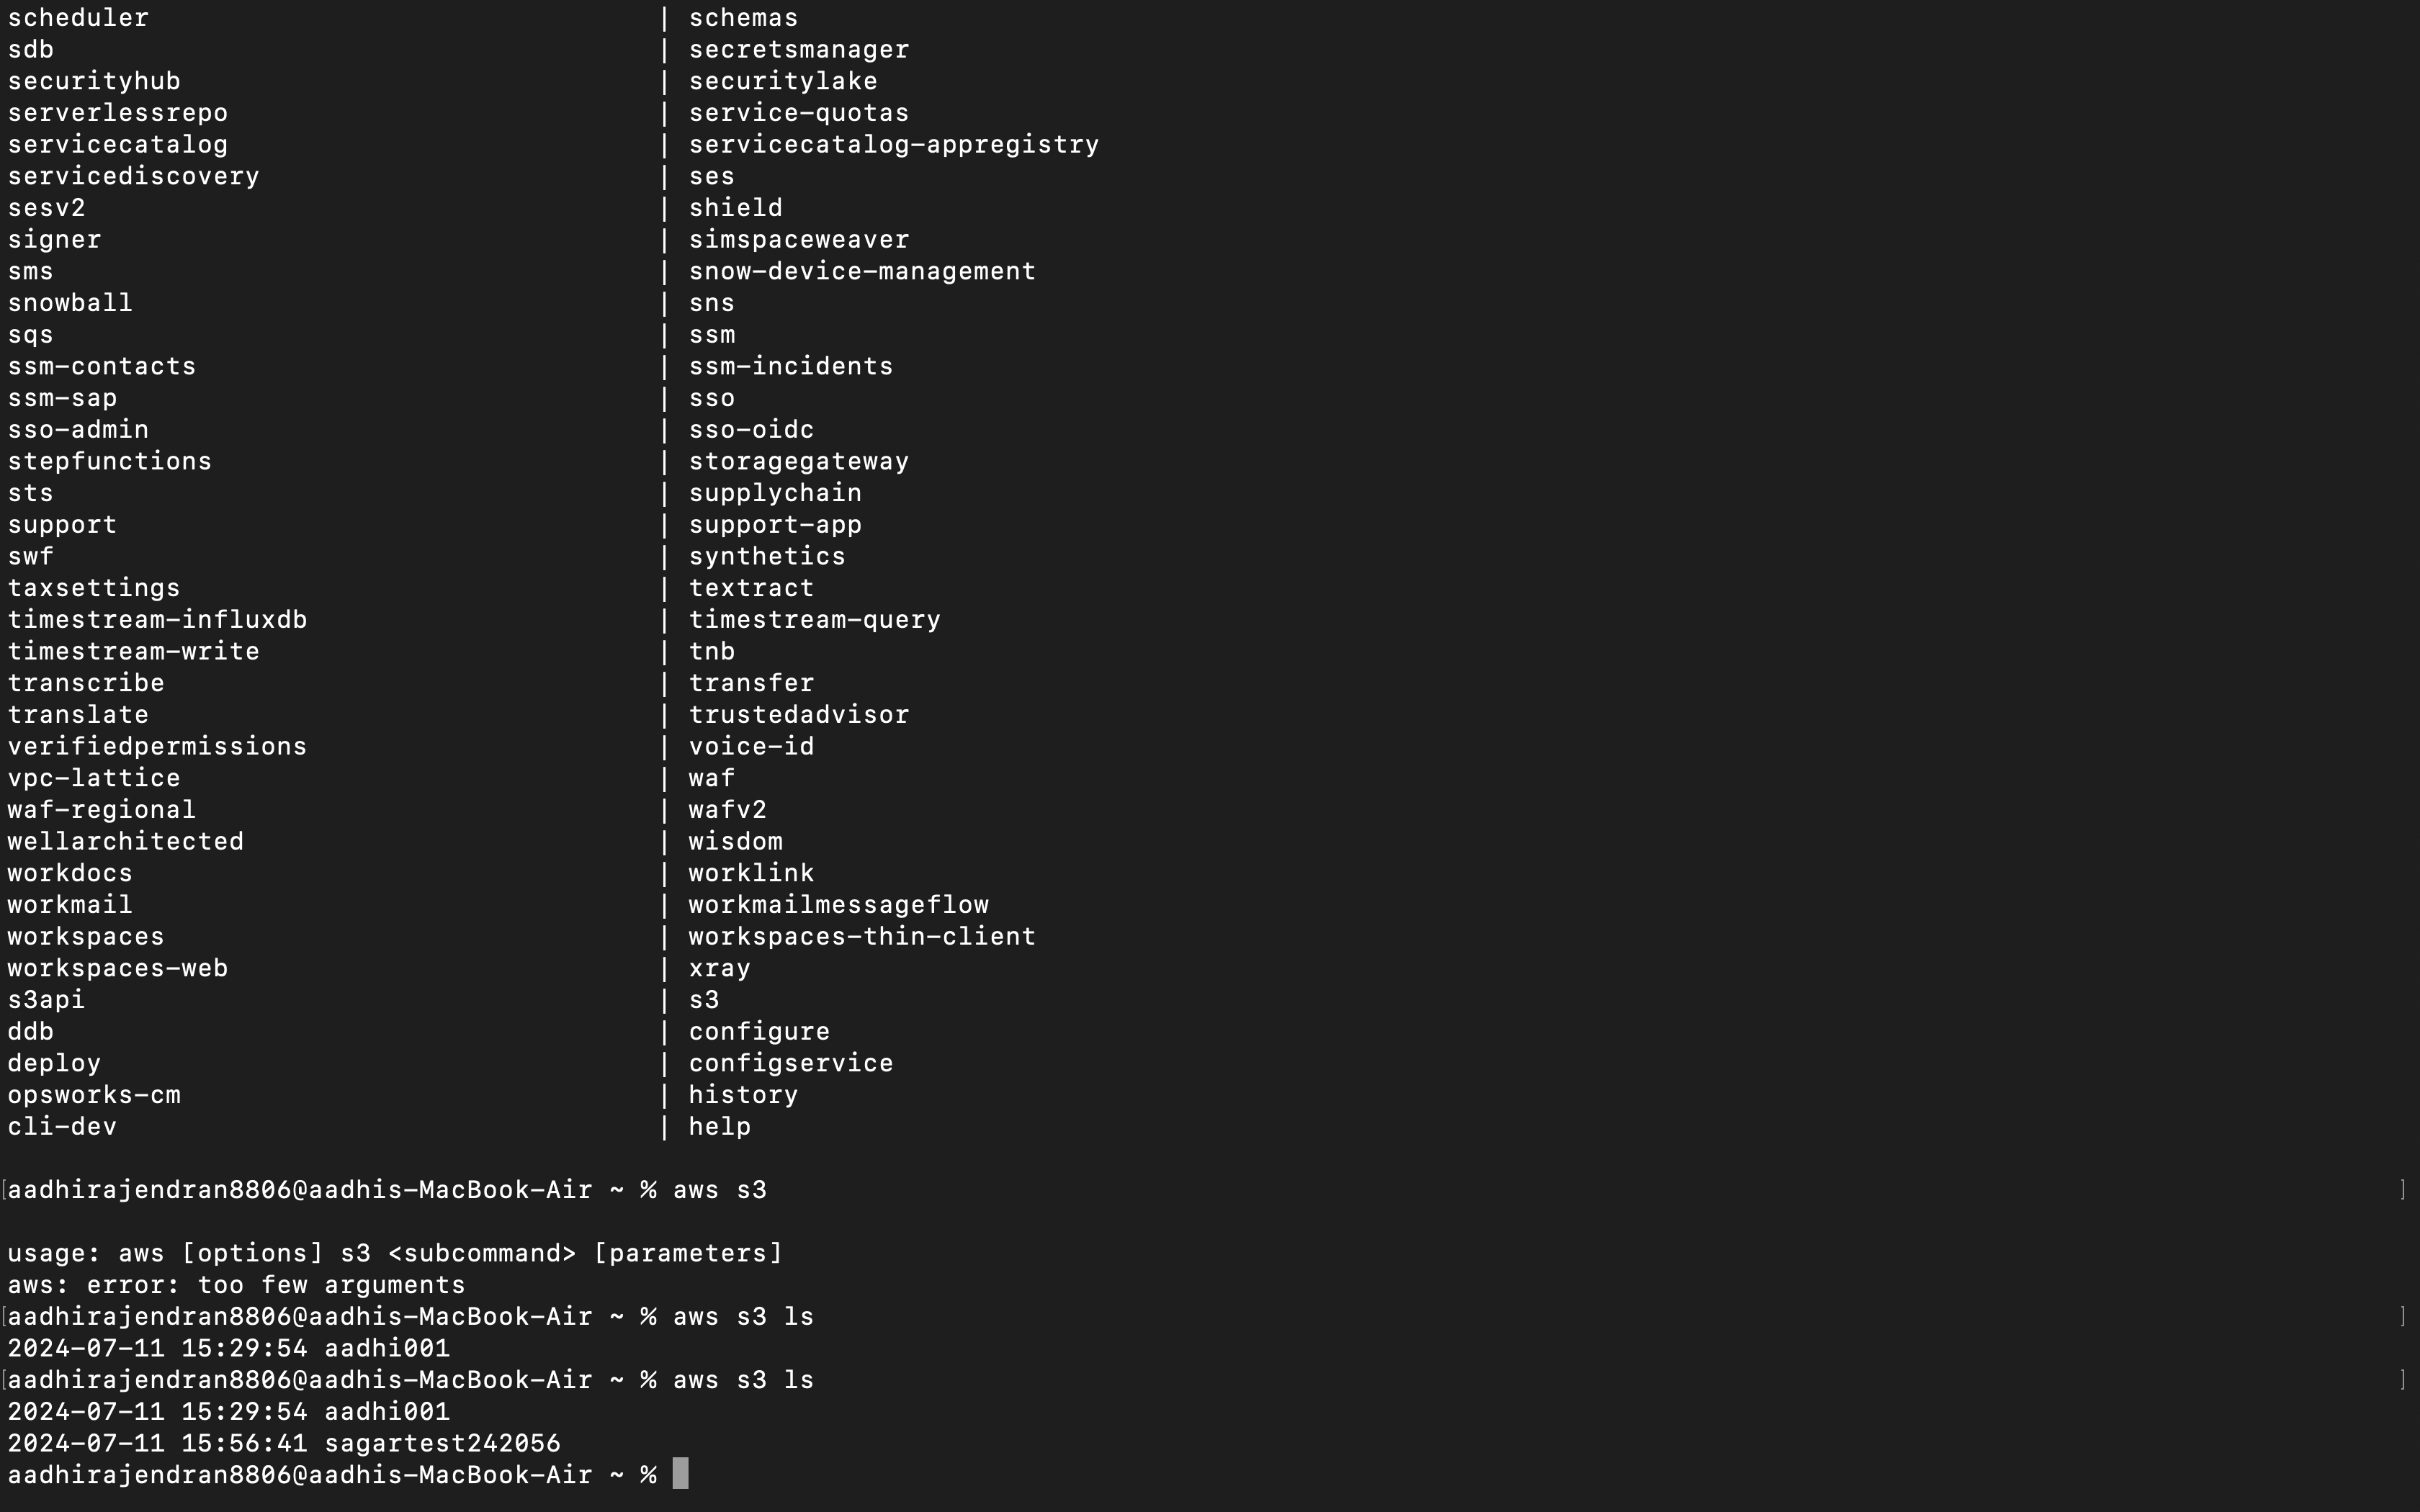 scheduler | schemas
sdb | secretsmanager
securityhub | securitylake
serverlessrepo | service-quotas
servicecatalog | servicecatalog-appregistry
servicediscovery | ses
sesv2 | shield
signer | simspaceweaver
sms | snow-device-management
snowball | sns
sqs | ssm
ssm-contacts | ssm-incidents
ssm-sap | sso
sso-admin | sso-oidc
stepfunctions | storagegateway
sts | supplychain
support | support-app
swf | synthetics
taxsettings | textract
timestream-influxdb | timestream-query
timestream-write | tnb
transcribe | transfer
translate | trustedadvisor
verifiedpermissions | voice-id
vpc-lattice | waf
waf-regional | wafv2
wellarchitected | wisdom
workdocs | worklink
workmail | workmailmessageflow
workspaces | workspaces-thin-client
workspaces-web | xray
s3api | s3
ddb | configure
deploy | configservice
opsworks-cm | history
cli-dev | help
[aadhirajendran8806@aadhis-MacBook-Air ~ % aws s3 ]
usage: aws [options] s3 <subcommand> [parameters]
aws: error: too few arguments
[aadhirajendran8806@aadhis-MacBook-Air ~ % aws s3 ls ]
2024-07-11 15:29:54 aadhi001
[aadhirajendran8806@aadhis-MacBook-Air ~ % aws s3 ls ]
2024-07-11 15:29:54 aadhi001
2024-07-11 15:56:41 sagartest242056
aadhirajendran8806@aadhis-MacBook-Air ~ %